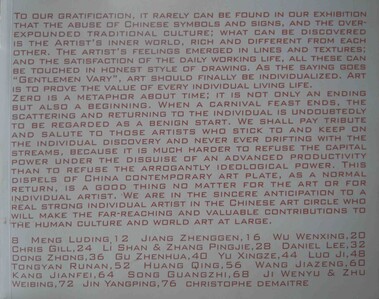 TO OUR GRATIFICATION, IT RARELY CAN BE FOUND IN OUR EXHIBITION
THAT THE ABUSE OF CHINESE SYMBOLS AND SIGNS, AND THE OVER-
EXPOUNDED TRADITIONAL CULTURE; WHAT CAN BE DISCOVERED
IS THE ARTIST'S INNER WORLD, RICH AND DIFFERENT FROM EACH
OTHER. THE ARTIST'S FEELINGS EMERGED IN LINES AND TEXTURES;
AND THE SATISFACTION OF THE DAILY WORKING LIFE, ALL THESE CAN
BE TOUCHED IN HONEST STYLE OF DRAWING. AS THE SAYING GOES
"GENTLEMEN VARY", ART SHOULD FINALLY BE INDIVIDUALIZED. ART
IS TO PROVE THE VALUE OF EVERY INDIVIDUAL LIVING LIFE.
ZERO IS A METAPHOR ABOUT TIME; IT IS NOT ONLY AN ENDING
BUT ALSO A BEGINNING. WHEN A CARNIVAL FEAST ENDS, THE
SCATTERING AND RETURNING TO THE INDIVIDUAL IS UNDOUBTEDLY
TO BE REGARDED AS A BENIGN START. WE SHALL PAY TRIBUTE
AND SALUTE TO THOSE ARTISTS WHO STICK TO AND KEEP ON
THE INDIVIDUAL DISCOVERY AND NEVER EVER DRIFTING WITH THE
STREAMS, BECAUSE IT IS MUCH HARDER TO REFUSE THE CAPITAL
POWER UNDER THE DISGUISE OF AN ADVANCED PRODUCTIVITY
THAN TO REFUSE THE ARROGANTLY IDEOLOGICAL POWER. THIS
DISPELS OF CHINA CONTEMPORARY ART PLATE, AS A NORMAL
RETURN, IS A GOOD THING NO MATTER FOR THE ART OR FOR
INDIVIDUAL ARTIST. WE ARE IN THE SINCERE ANTICIPATION TO A
REAL STRONG INDIVIDUAL ARTIST IN THE CHINESE ART CIRCLE WHO
WILL MAKE THE FAR-REACHING AND VALUABLE CONTRIBUTIONS TO
THE HUMAN CULTURE AND WORLD ART AT LARGE.
8 MENG LUDING,12 JIANG ZHENGGEN,16 WU WENXING,20
CHRIS GILL,24 LI SHAN & ZHANG PINGJIE,28 DANIEL LEE,32
DONG ZHONG,36 GU ZHENHUA,40 YU XINGZE,44 LUO JI,48
TONGYAN RUNAN,52 HUANG QING,56 WANG JIAZENG,60
KANG JIANFEI,64 SONG GUANGZHI,68 JI WENYU & ZHU
WEIBING,72 JIN YANGPING,76 CHRISTOPHE DEMAITRE